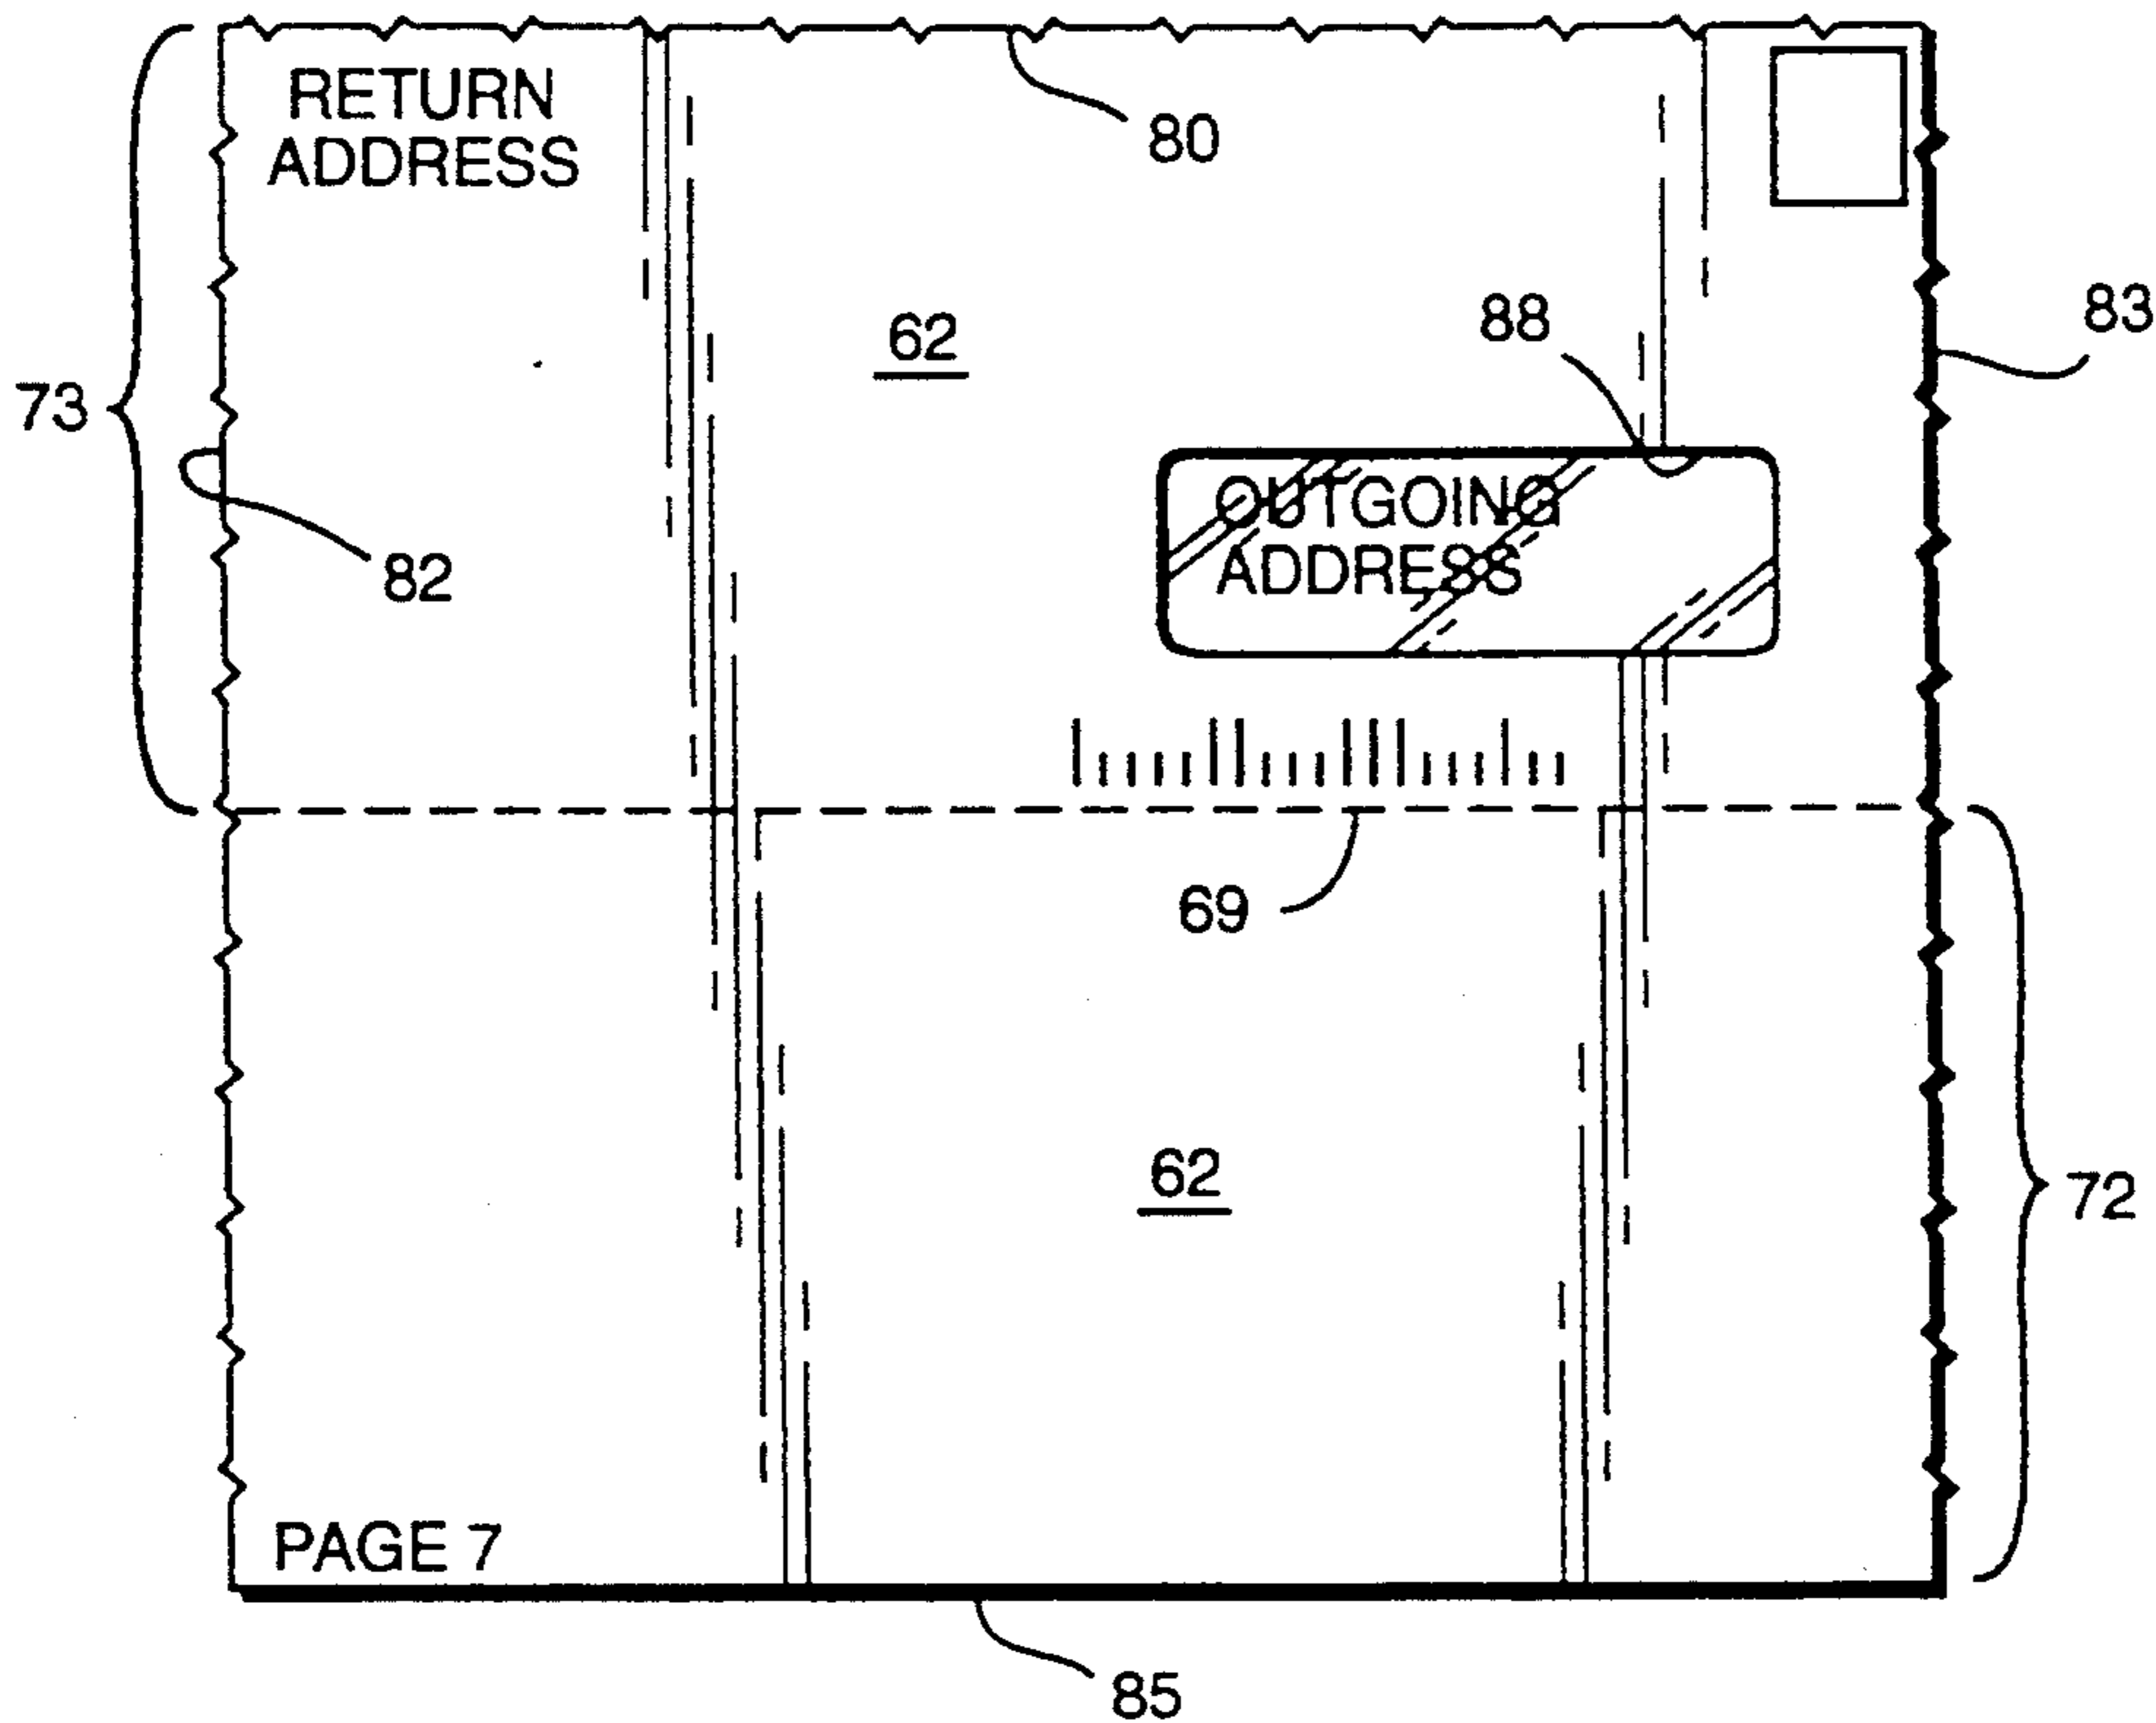 RETURN
ADDRESS
80
62
88
83
73
OUTGOING
ADDRESS
82
69
62
72
PAGE 7
85